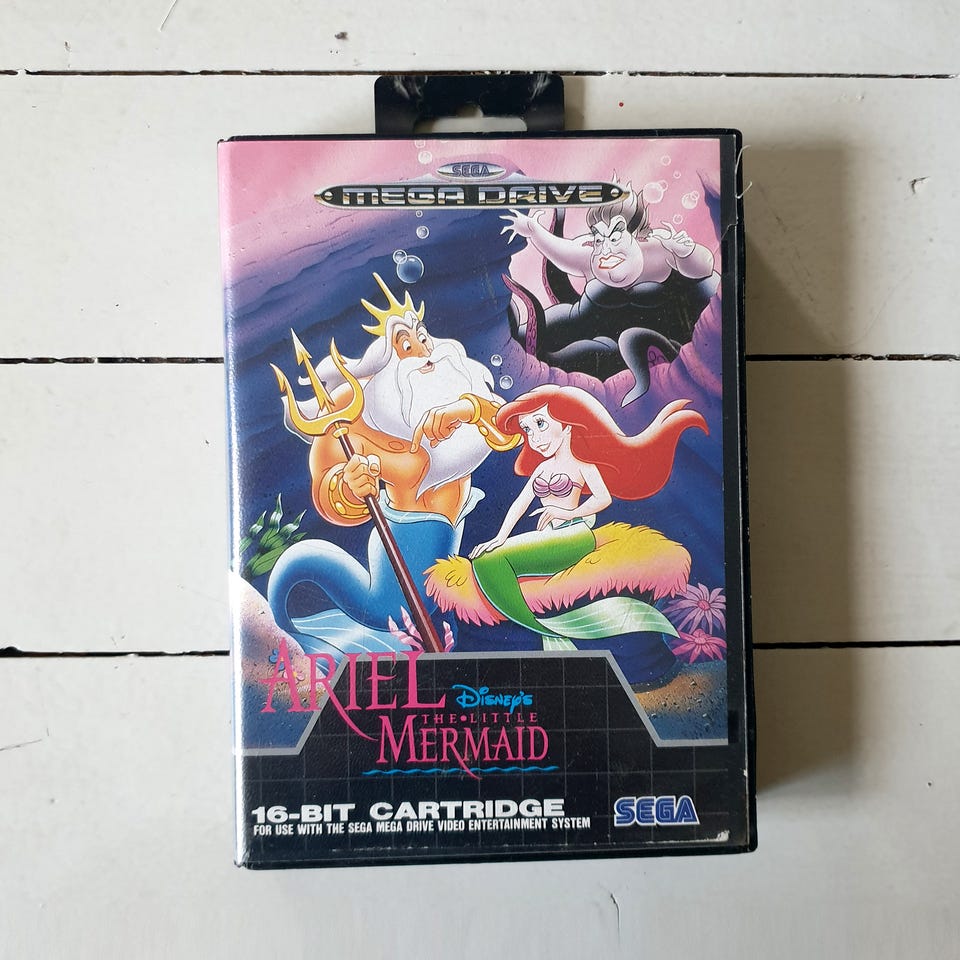 SEGA
MEGA DRIVE
ARIEL
DISNEY'S
THE•LITTLE
MERMAID
16-BIT CARTRIDGE
FOR USE WITH THE SEGA MEGA DRIVE VIDEO ENTERTAINMENT SYSTEM
SEGA